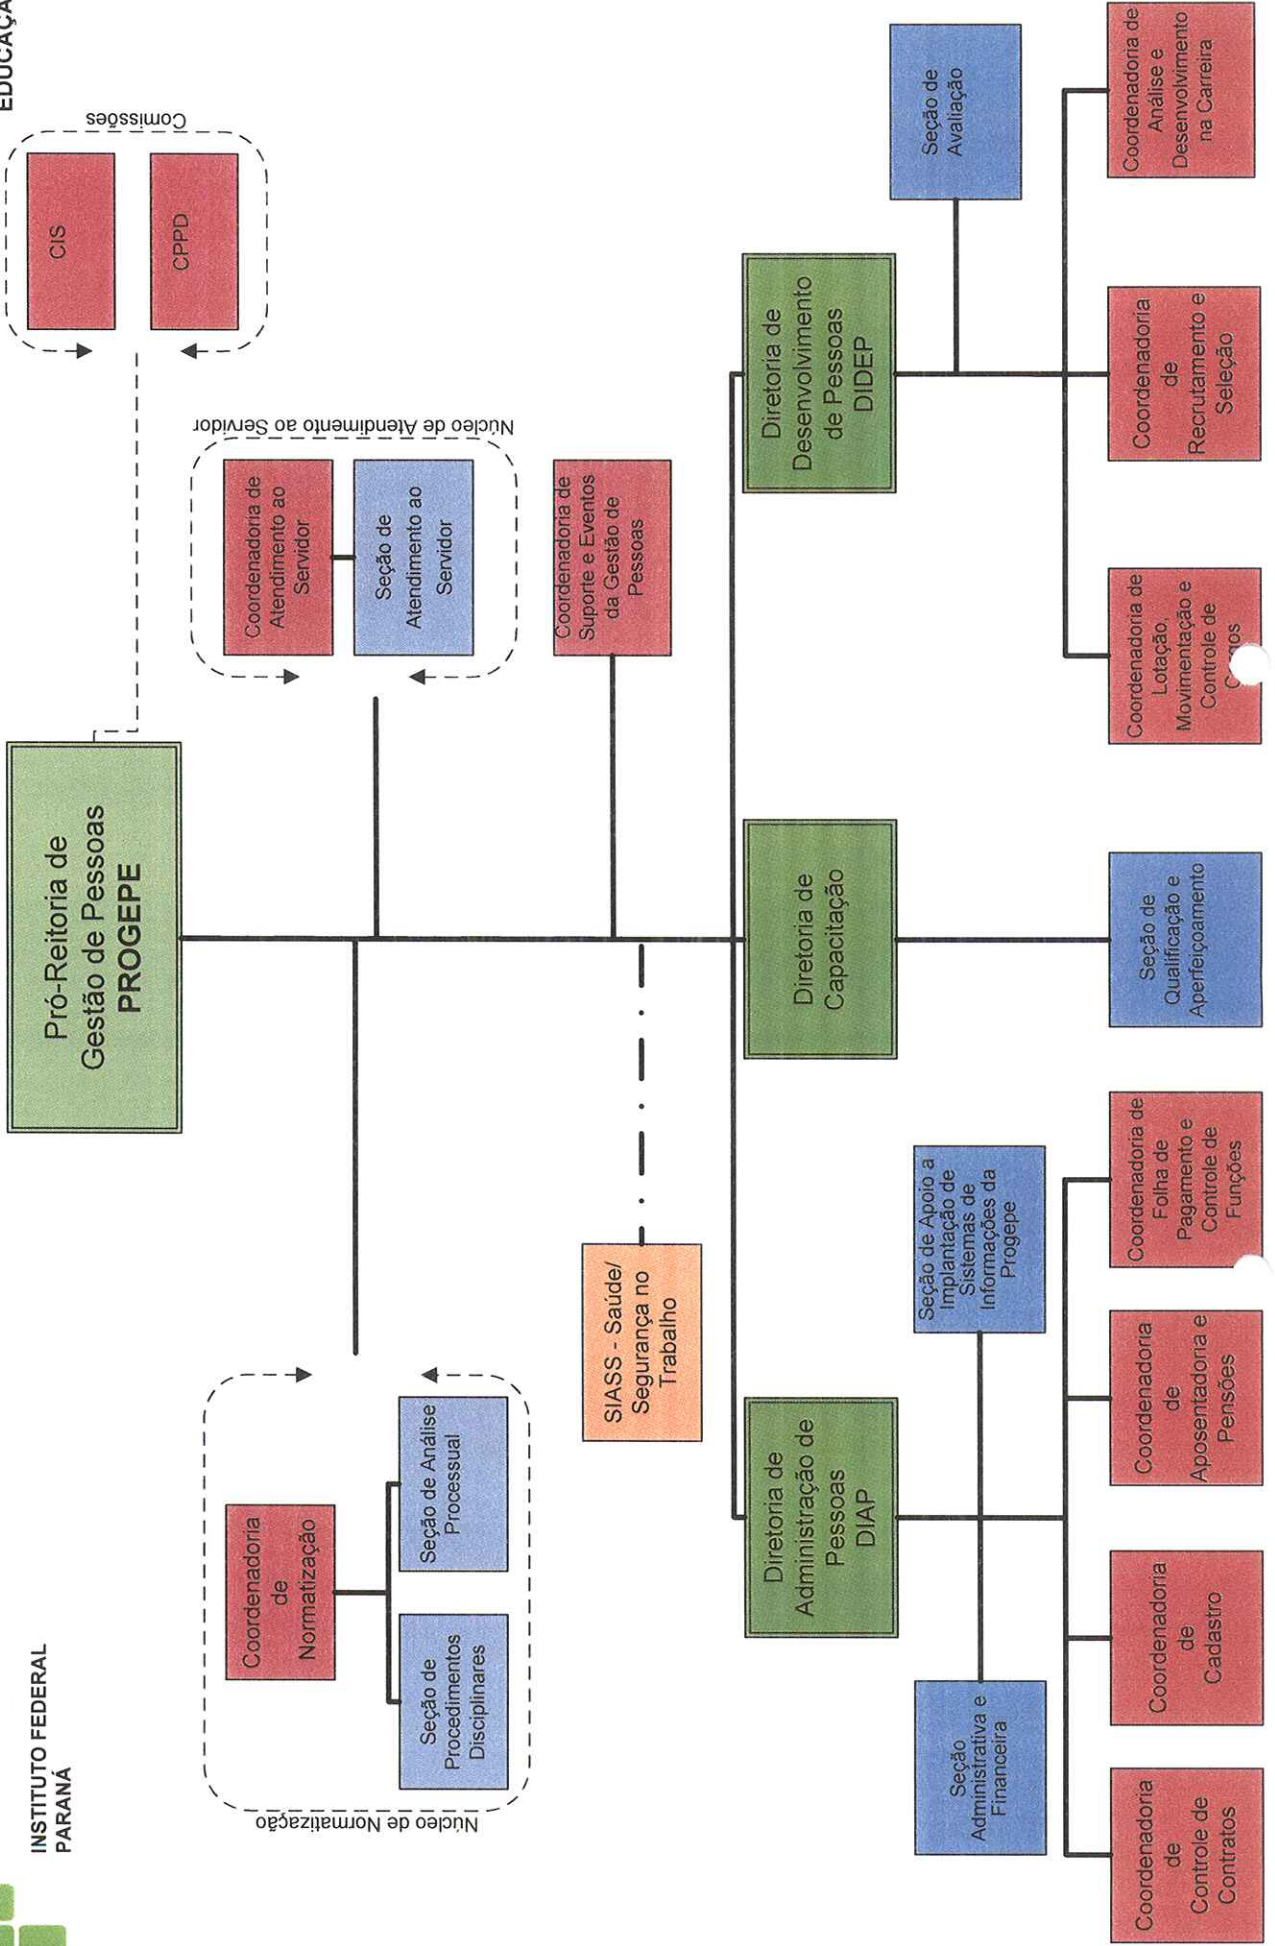 INSTITUTO FEDERAL
PARANÁ
Pró-Reitoria de
Gestão de Pessoas
PROGEPE
Comissões
CIS
CPPD
Núcleo de Normatização
Coordenadoria
de
Normatização
Seção de
Procedimentos
Disciplinares
Seção de Análise
Processual
Núcleo de Atendimento ao Servidor
Coordenadoria de
Atendimento ao
Servidor
Seção de
Atendimento ao
Servidor
Coordenadoria de
Suporte e Eventos
da Gestão de
Pessoas
SIASS - Saúde/
Segurança no
Trabalho
Diretoria de
Administração de
Pessoas
DIAP
Diretoria de
Capacitação
Diretoria de
Desenvolvimento
de Pessoas
DIDEP
Seção
Administrativa e
Financeira
Seção de Apoio a
Implantação de
Sistemas de
Informações da
Progepe
Seção de
Avaliação
Coordenadoria
de
Controle de
Contratos
Coordenadoria
de
Cadastro
Coordenadoria
de
Aposentadoria e
Pensões
Coordenadoria de
Folha de
Pagamento e
Controle de
Funções
Seção de
Qualificação e
Aperfeiçoamento
Coordenadoria de
Lotação,
Movimentação e
Controle de
Coordenadoria
de
Recrutamento e
Seleção
Coordenadoria de
Análise e
Desenvolvimento
na Carreira